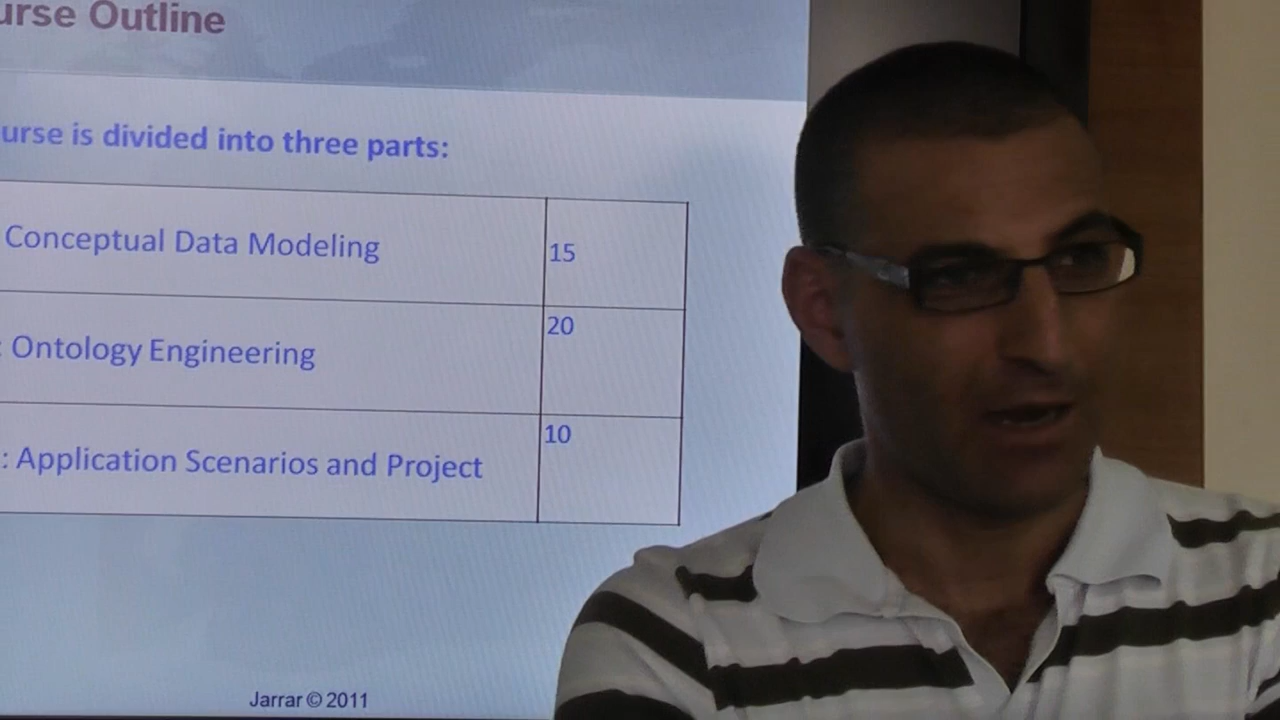 urse Outline
urse is divided into three parts:
Conceptual Data Modeling 15
: Ontology Engineering 20
: Application Scenarios and Project 10
Jarrar © 2011